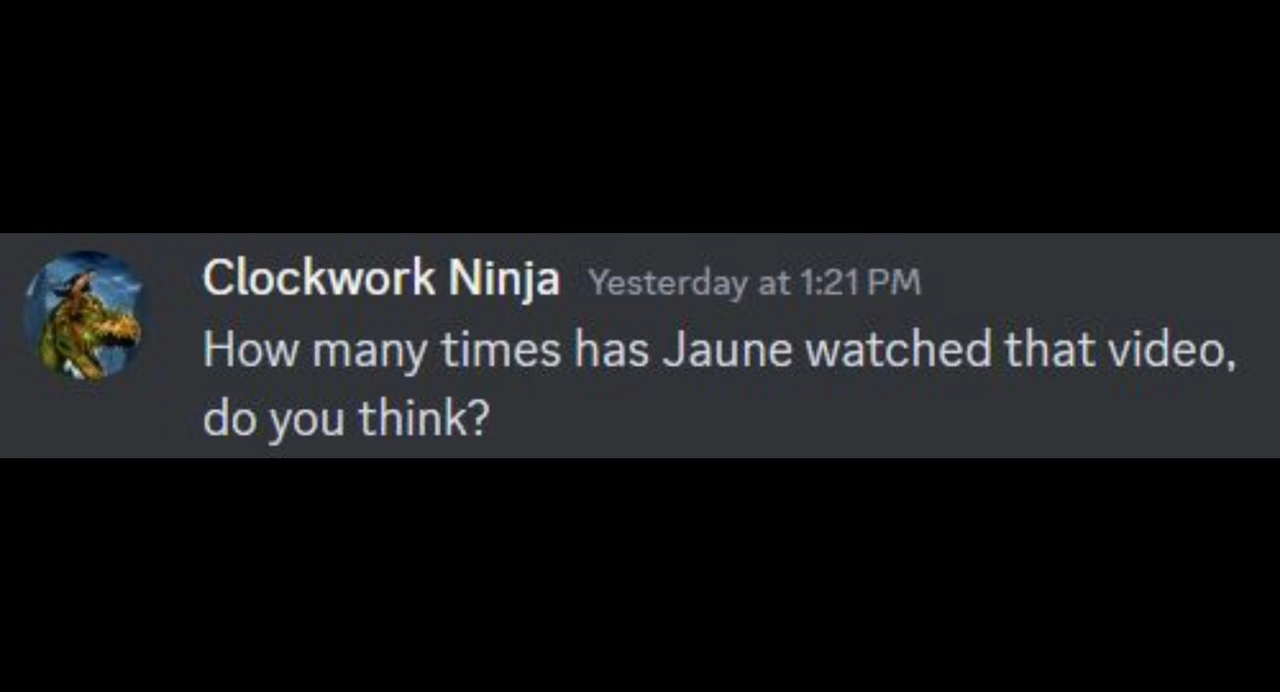 Clockwork Ninja Yesterday at 1:21 PM
How many times has Jaune watched that video,
do you think?